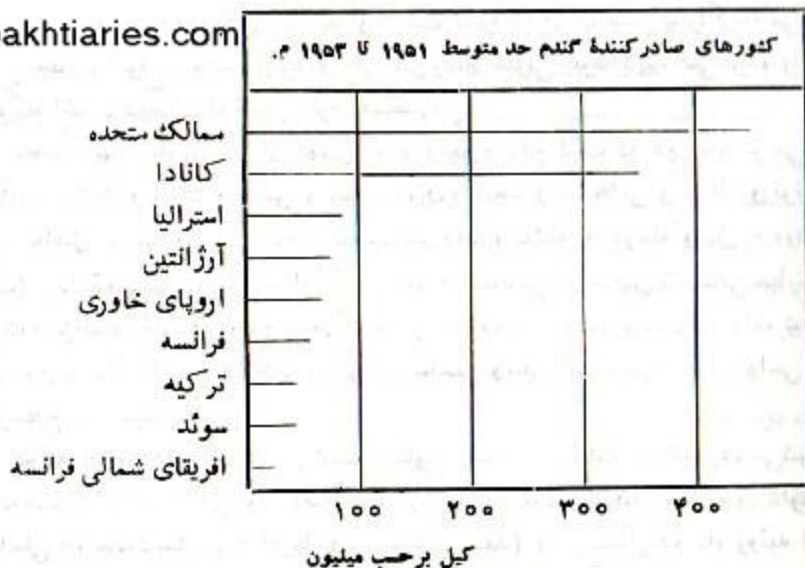 akhtiaries.com
کشورهای صادرکنندهٔ گندم حد متوسط ۱۹۵۱ تا ۱۹۵۳ م.
ممالک متحده
کانادا
استرالیا
آرژانتین
اروپای خاوری
فرانسه
ترکیه
سوئد
افریقای شمالی فرانسه
۱۰۰ ۲۰۰ ۳۰۰ ۴۰۰
کیل برحسب میلیون